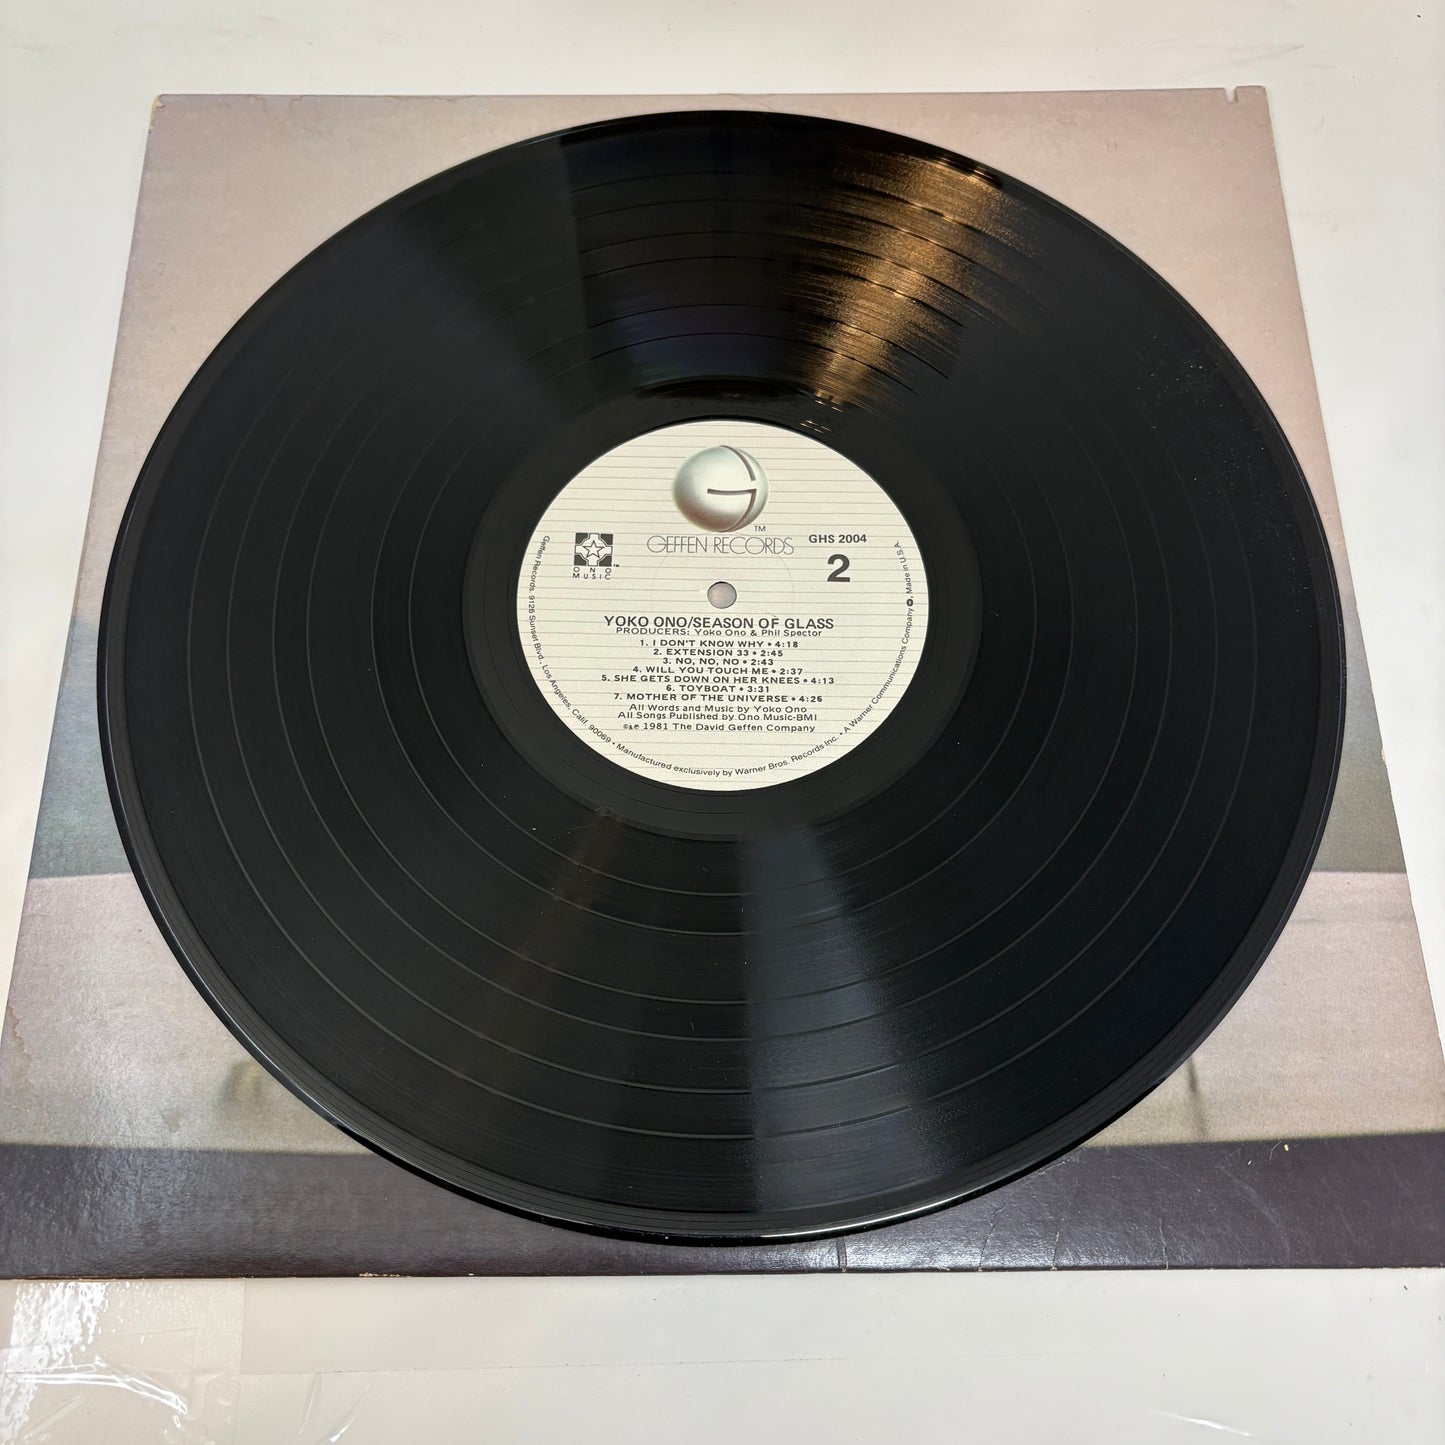 TM
GEFFEN RECORDS
GHS 2004
2
ONO
MUSIC
TM
YOKO ONO/SEASON OF GLASS
PRODUCERS: Yoko Ono & Phil Spector
1. I DON'T KNOW WHY • 4:18
2. EXTENSION 33 • 2:45
3. NO, NO, NO • 2:43
4. WILL YOU TOUCH ME • 2:37
5. SHE GETS DOWN ON HER KNEES • 4:13
6. TOYBOAT • 3:31
7. MOTHER OF THE UNIVERSE • 4:26
All Words and Music by Yoko Ono
All Songs Published by Ono Music-BMI
©&℗ 1981 The David Geffen Company
Geffen Records, 9126 Sunset Blvd., Los Angeles, Calif. 90069 • Manufactured exclusively by Warner Bros. Records Inc. • A Warner Communications Company O. Made in U.S.A.